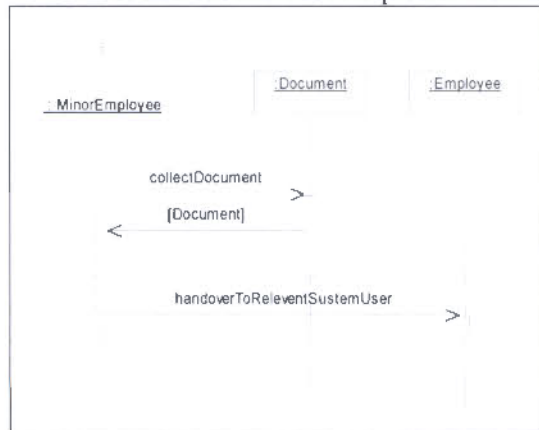 :Document
:Employee
: MinorEmployee
collectDocument
[Document]
handoverToReleventSustemUser